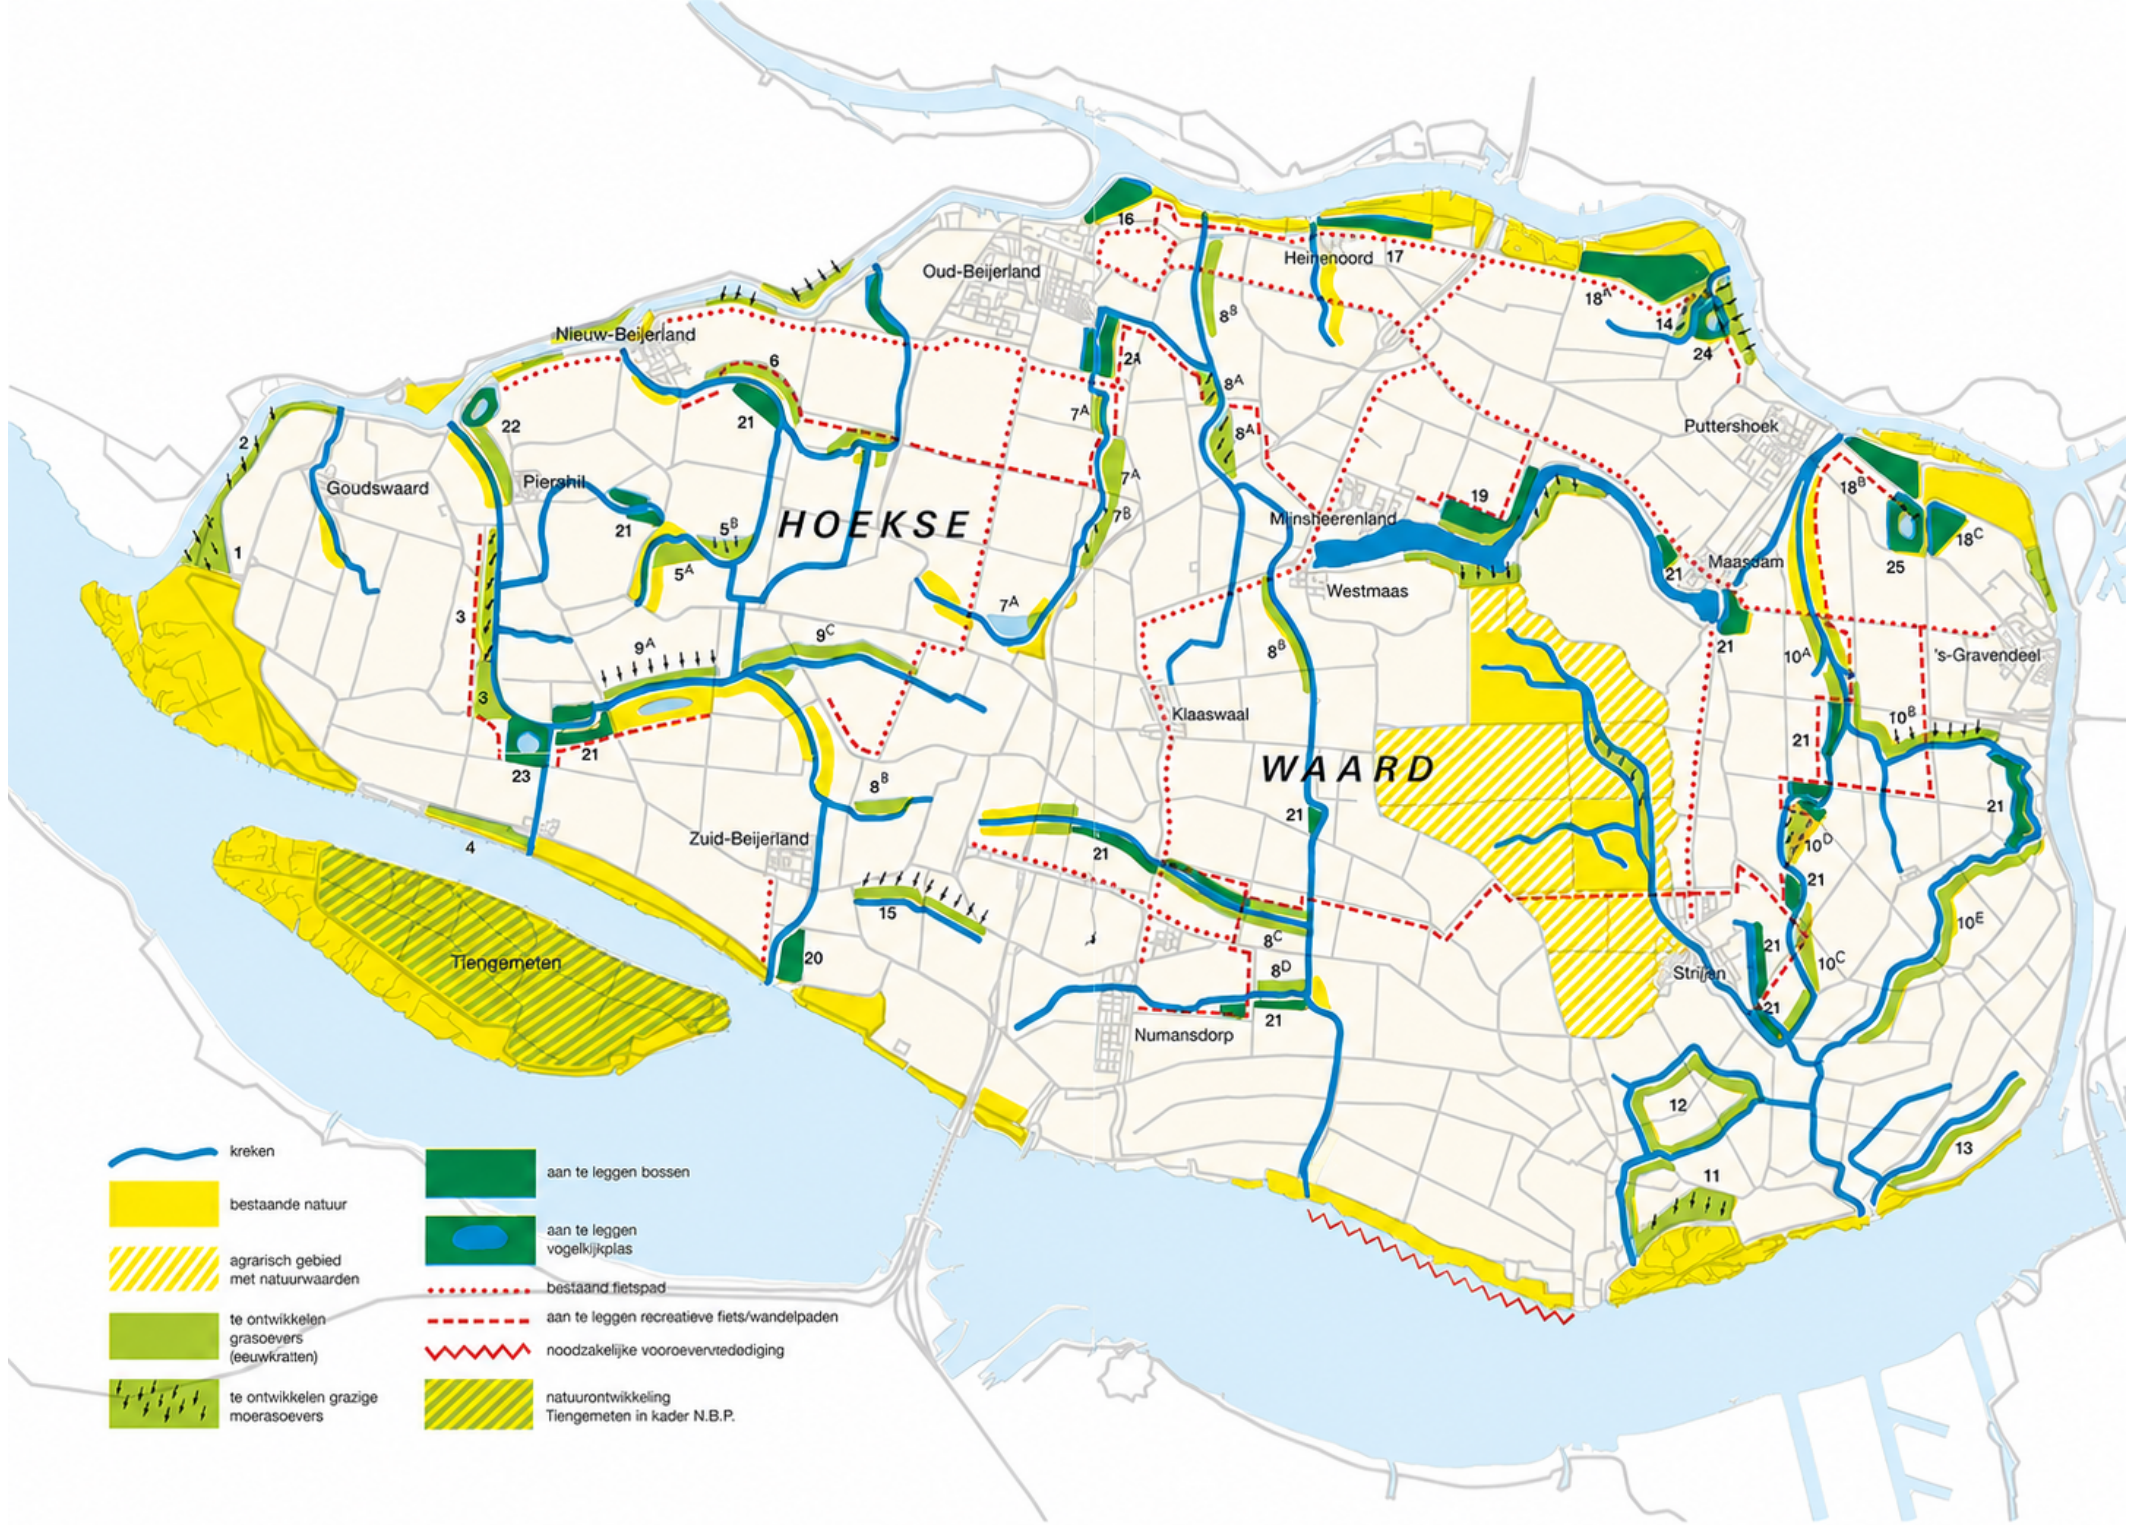 16
Oud-Beijerland
Heinenoord
17
18A
8B
14
24
Nieuw-Beijerland
6
21
8A
21
22
7A
8A
Puttershoek
2
Goudswaard
Piershil
7A
18B
19
HOEKSE
7B
Mijnsheerenland
21
5B
18C
1
5A
21
Maasdam
25
Westmaas
7A
3
9A
9C
8B
21
10A
's-Gravendeel
3
Klaaswaal
10B
21
21
23
WAARD
8B
21
21
Zuid-Beijerland
4
21
10D
21
15
10E
8C
21
20
Tiengemeten
8D
Strijen
10C
21
21
Numansdorp
12
13
11
kreken
bestaande natuur
agrarisch gebied
met natuurwaarden
te ontwikkelen
grasoevers
(eeuwkratten)
te ontwikkelen grazige
moerasoevers
aan te leggen bossen
aan te leggen
vogelkijkplas
bestaand fietspad
aan te leggen recreatieve fiets/wandelpaden
noodzakelijke vooroevervrededødiging
natuurontwikkeling
Tiengemeten in kader N.B.P.